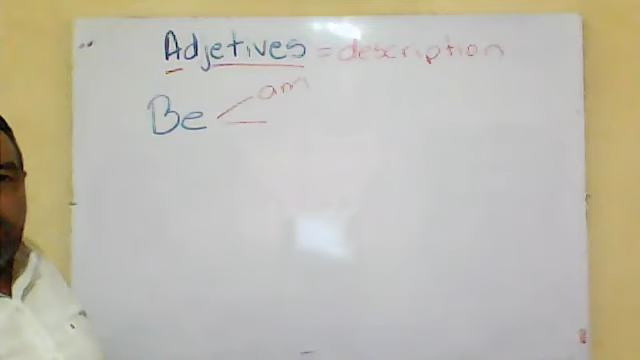 Adjetives = description
Be < am